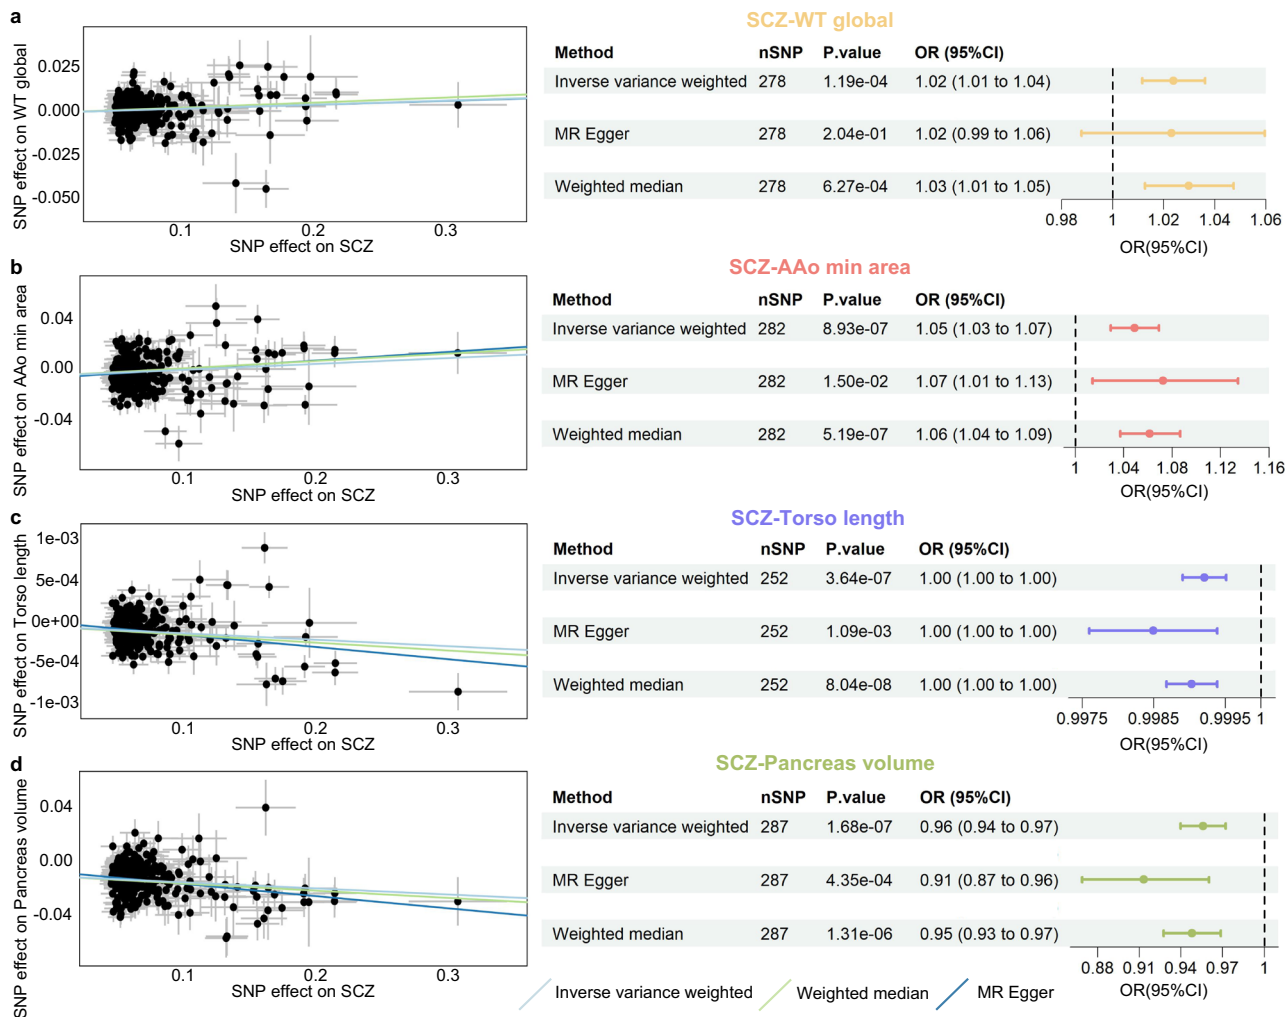 a
SCZ-WT global
SNP effect on WT global
0.025
0.000
-0.025
-0.050
0.1 0.2 0.3
SNP effect on SCZ
Method nSNP P.value OR (95%CI)
Inverse variance weighted 278 1.19e-04 1.02 (1.01 to 1.04)
MR Egger 278 2.04e-01 1.02 (0.99 to 1.06)
Weighted median 278 6.27e-04 1.03 (1.01 to 1.05)
0.98 1 1.02 1.04 1.06
OR(95%CI)
b
SCZ-AAo min area
SNP effect on AAo min area
0.04
0.00
-0.04
0.1 0.2 0.3
SNP effect on SCZ
Method nSNP P.value OR (95%CI)
Inverse variance weighted 282 8.93e-07 1.05 (1.03 to 1.07)
MR Egger 282 1.50e-02 1.07 (1.01 to 1.13)
Weighted median 282 5.19e-07 1.06 (1.04 to 1.09)
1 1.04 1.08 1.12 1.16
OR(95%CI)
c
SCZ-Torso length
SNP effect on Torso length
1e-03
5e-04
0e+00
-5e-04
-1e-03
0.1 0.2 0.3
SNP effect on SCZ
Method nSNP P.value OR (95%CI)
Inverse variance weighted 252 3.64e-07 1.00 (1.00 to 1.00)
MR Egger 252 1.09e-03 1.00 (1.00 to 1.00)
Weighted median 252 8.04e-08 1.00 (1.00 to 1.00)
0.9975 0.9985 0.9995 1
OR(95%CI)
d
SCZ-Pancreas volume
SNP effect on Pancreas volume
0.04
0.00
-0.04
0.1 0.2 0.3
SNP effect on SCZ
Method nSNP P.value OR (95%CI)
Inverse variance weighted 287 1.68e-07 0.96 (0.94 to 0.97)
MR Egger 287 4.35e-04 0.91 (0.87 to 0.96)
Weighted median 287 1.31e-06 0.95 (0.93 to 0.97)
0.88 0.91 0.94 0.97 1
OR(95%CI)
Inverse variance weighted Weighted median MR Egger